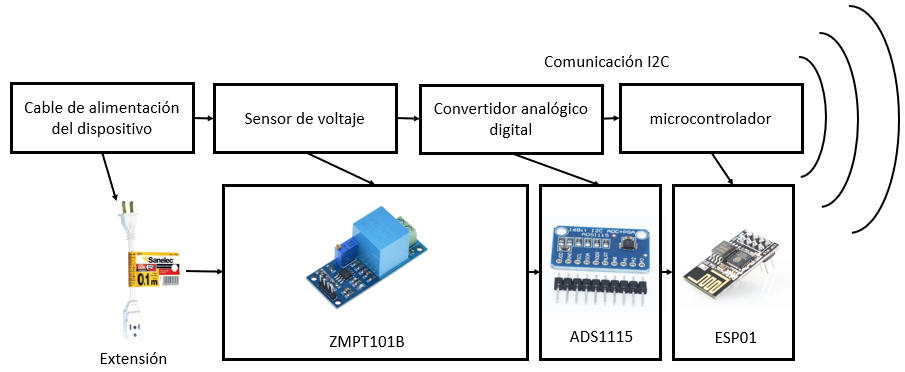 Comunicación I2C
Cable de alimentación
del dispositivo
Sensor de voltaje
Convertidor analógico
digital
microcontrolador
Sanelec
0.1m
16Bit I2C ADC+PGA
ADS1115
Extensión
ZMPT101B
ADS1115
ESP01